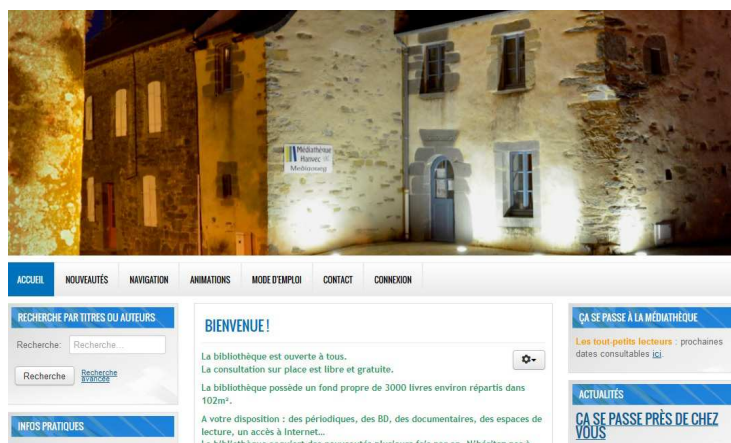 Médiathèque
Hanvec
Mediaoueg
ACCUEIL NOUVEAUTÉS NAVIGATION ANIMATIONS MODE D'EMPLOI CONTACT CONNEXION
RECHERCHE PAR TITRES OU AUTEURS
Recherche: Recherche...
Recherche Recherche avancée
INFOS PRATIQUES
BIENVENUE !
La bibliothèque est ouverte à tous.
La consultation sur place est libre et gratuite.
La bibliothèque possède un fond propre de 3000 livres environ répartis dans
102m².
A votre disposition : des périodiques, des BD, des documentaires, des espaces de
lecture, un accès à Internet...
ÇA SE PASSE À LA MÉDIATHÈQUE
Les tout-petits lecteurs : prochaines
dates consultables ici.
ACTUALITÉS
ÇA SE PASSE PRÈS DE CHEZ
VOUS